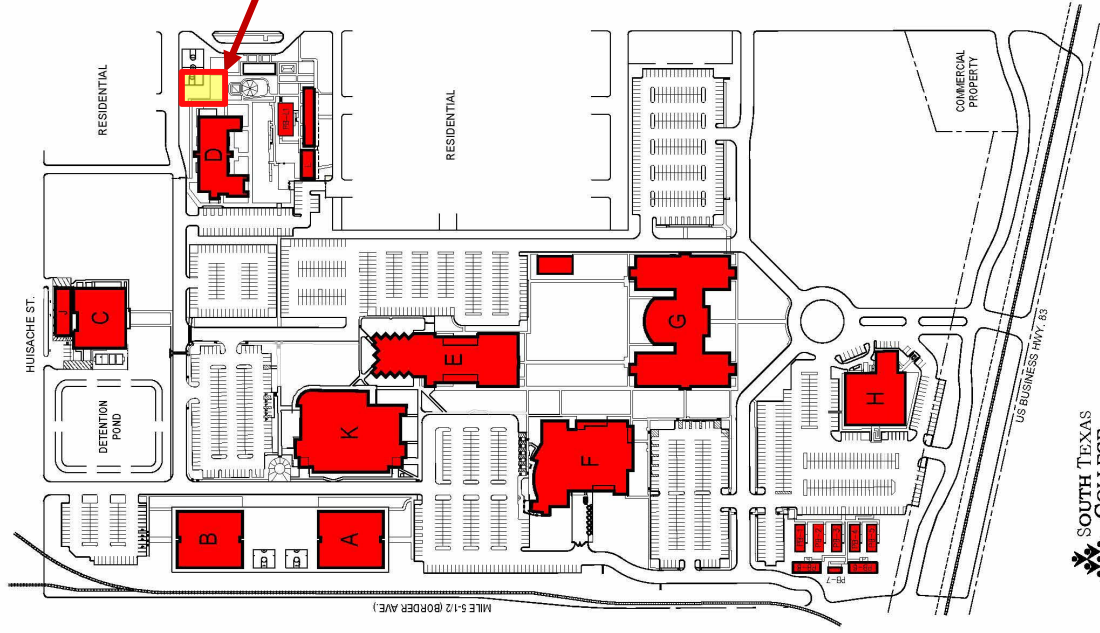 RESIDENTIAL
RESIDENTIAL
COMMERCIAL
PROPERTY
D
HUISACHE ST.
J
C
DETENTION
POND
E
G
K
F
H
US BUSINESS HWY. 83
B
A
PB-7
MILE 5-1/2 (BORDER AVE.)
SOUTH TEXAS
COLLEGE